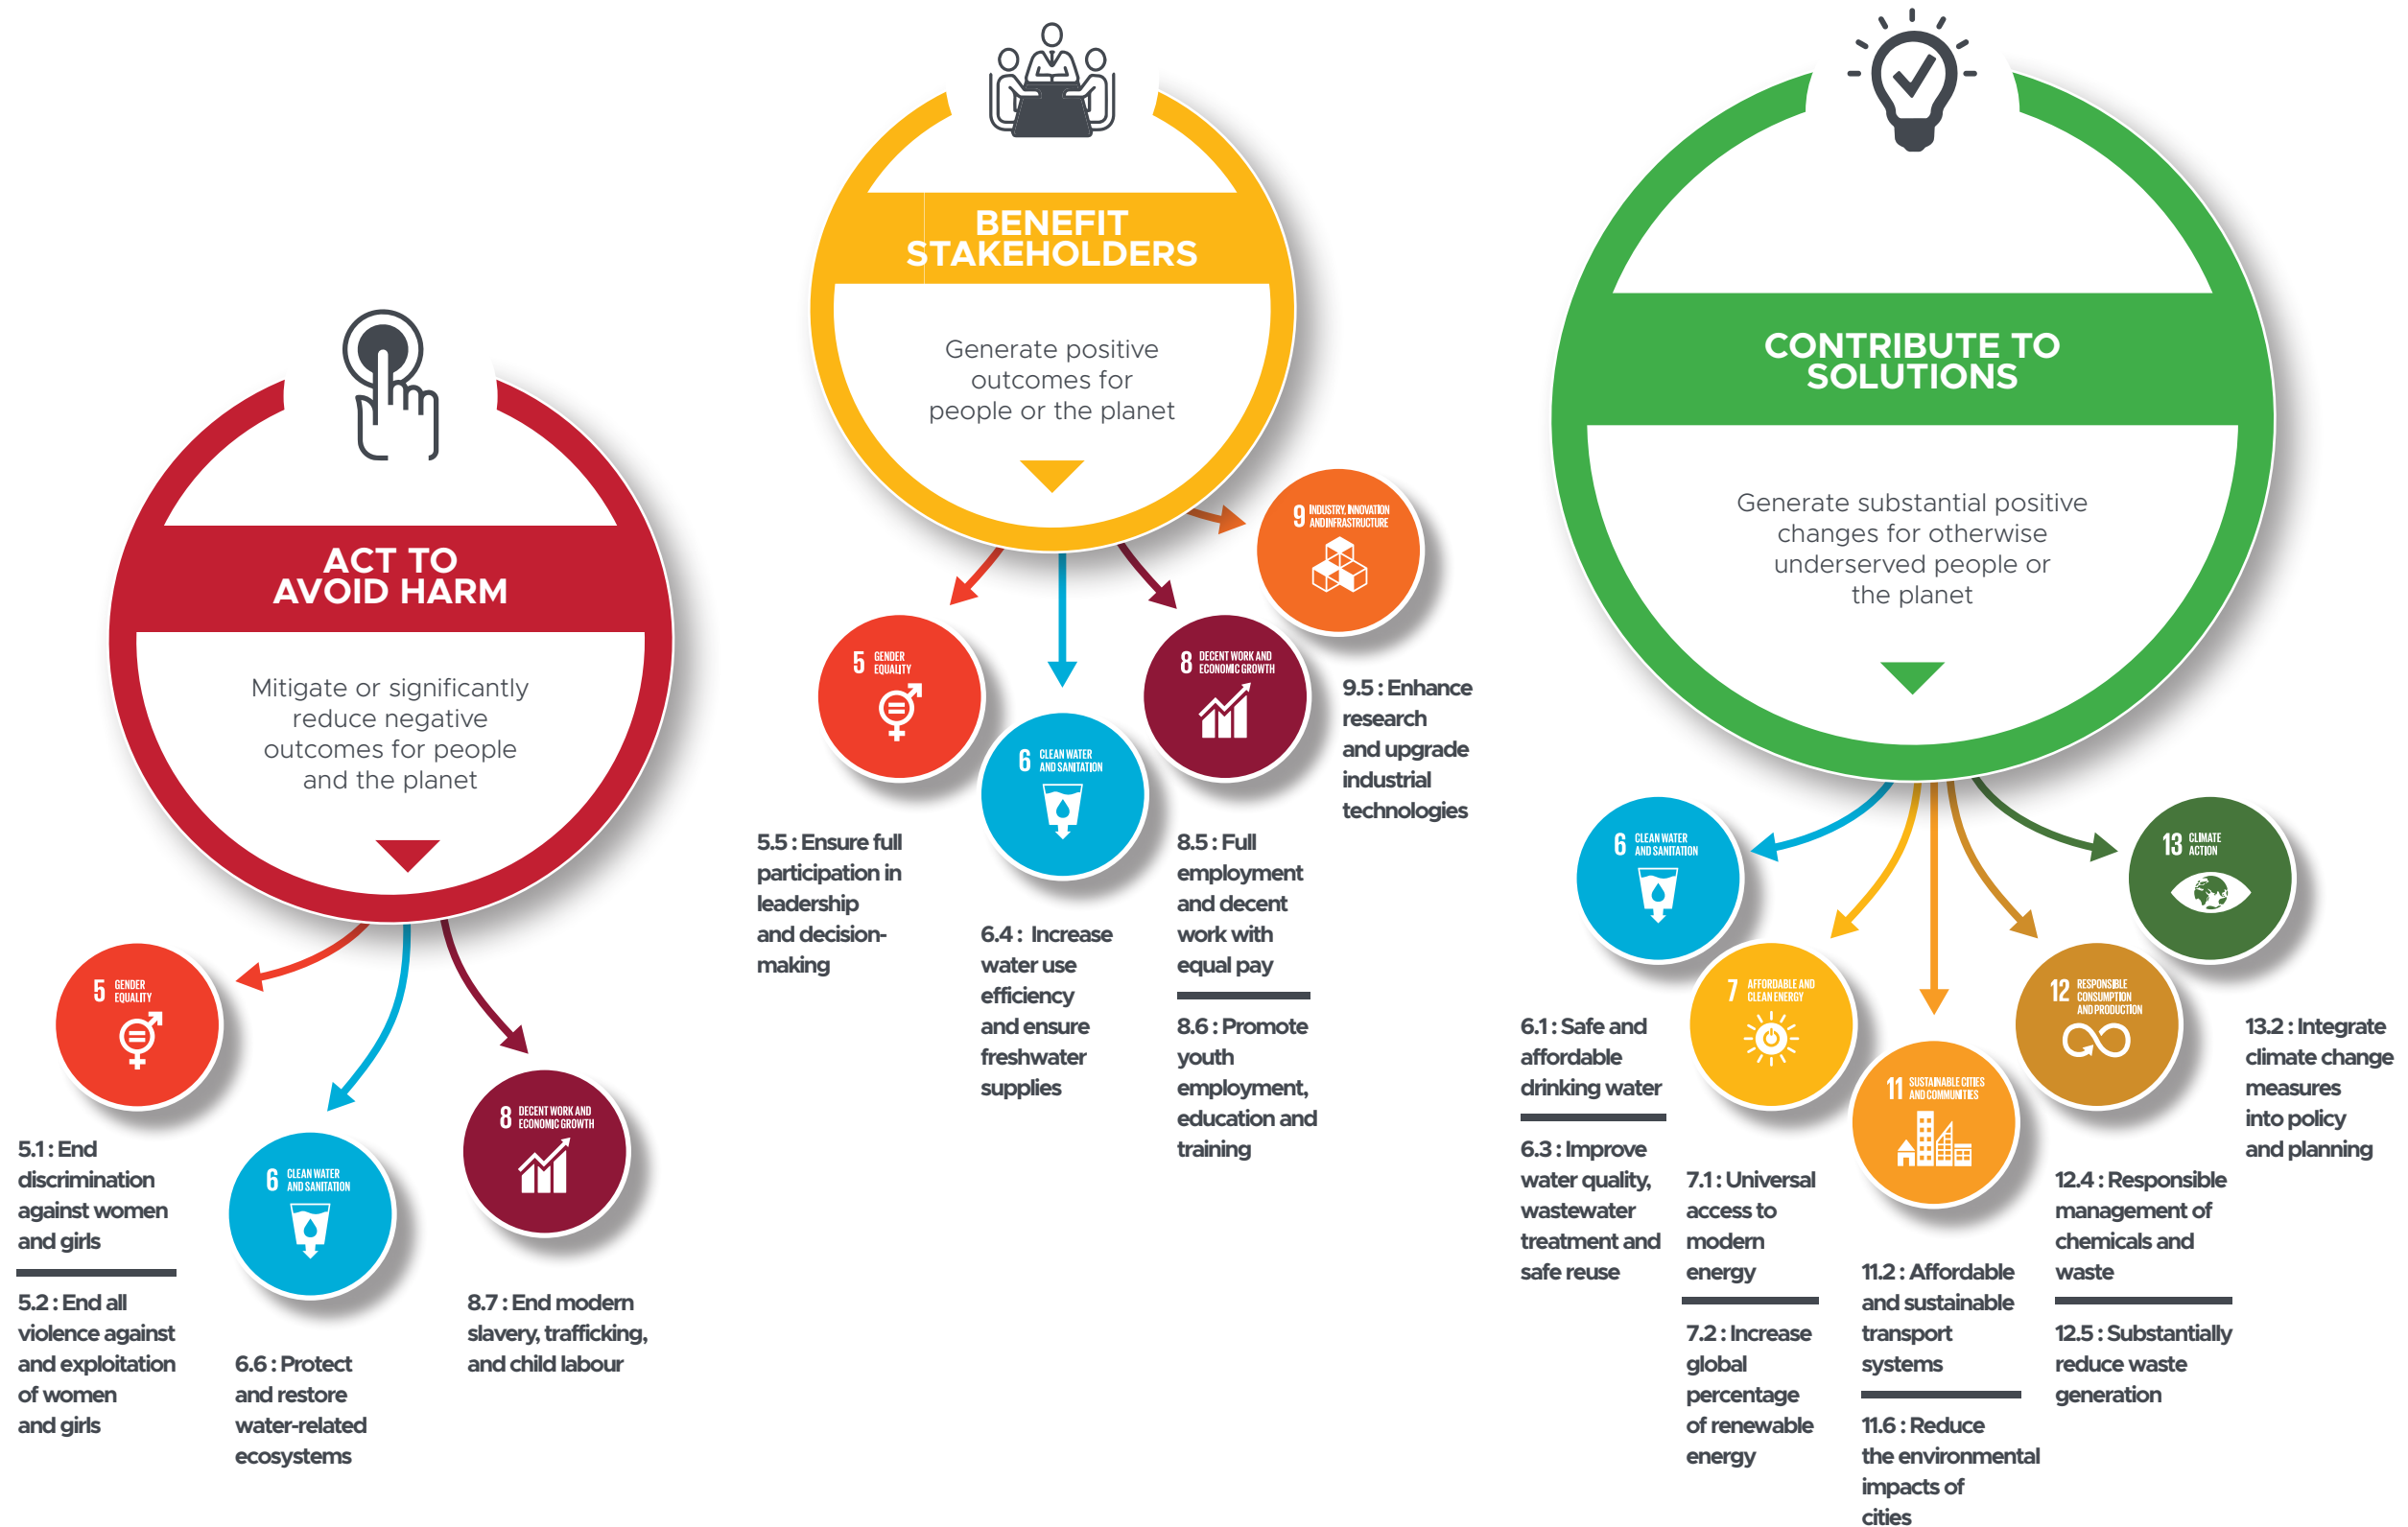 ACT TO
AVOID HARM
Mitigate or significantly
reduce negative
outcomes for people
and the planet
5 GENDER
EQUALITY
5.1 : End
discrimination
against women
and girls
5.2 : End all
violence against
and exploitation
of women
and girls
6 CLEAN WATER
AND SANITATION
6.6 : Protect
and restore
water-related
ecosystems
8 DECENT WORK AND
ECONOMIC GROWTH
8.7 : End modern
slavery, trafficking,
and child labour
BENEFIT
STAKEHOLDERS
Generate positive
outcomes for
people or the planet
5 GENDER
EQUALITY
5.5 : Ensure full
participation in
leadership
and decision-
making
6 CLEAN WATER
AND SANITATION
6.4 : Increase
water use
efficiency
and ensure
freshwater
supplies
8 DECENT WORK AND
ECONOMIC GROWTH
8.5 : Full
employment
and decent
work with
equal pay
8.6 : Promote
youth
employment,
education and
training
9 INDUSTRY, INNOVATION
AND INFRASTRUCTURE
9.5 : Enhance
research
and upgrade
industrial
technologies
CONTRIBUTE TO
SOLUTIONS
Generate substantial positive
changes for otherwise
underserved people or
the planet
6 CLEAN WATER
AND SANITATION
6.1 : Safe and
affordable
drinking water
6.3 : Improve
water quality,
wastewater
treatment and
safe reuse
7 AFFORDABLE AND
CLEAN ENERGY
7.1 : Universal
access to
modern
energy
7.2 : Increase
global
percentage
of renewable
energy
11 SUSTAINABLE CITIES
AND COMMUNITIES
11.2 : Affordable
and sustainable
transport
systems
11.6 : Reduce
the environmental
impacts of
cities
12 RESPONSIBLE
CONSUMPTION
AND PRODUCTION
12.4 : Responsible
management of
chemicals and
waste
12.5 : Substantially
reduce waste
generation
13 CLIMATE
ACTION
13.2 : Integrate
climate change
measures
into policy
and planning